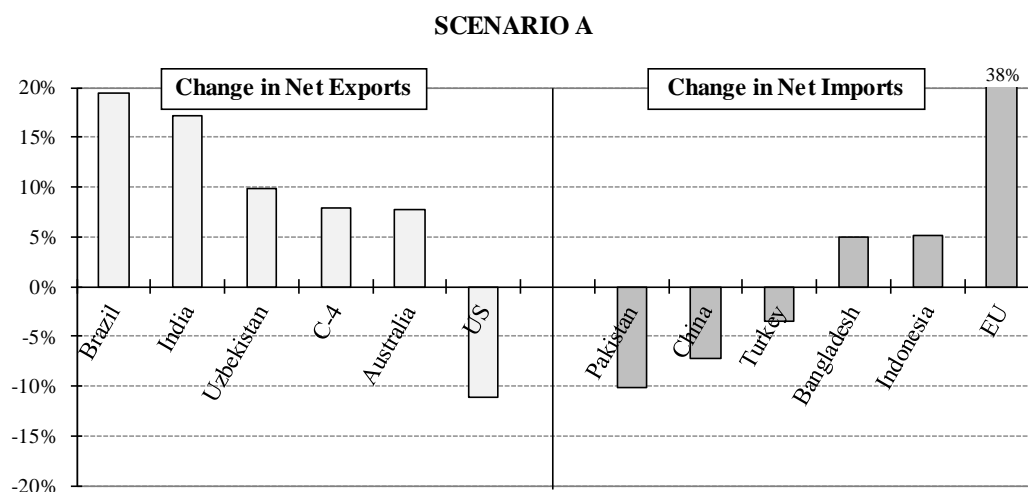 SCENARIO A
Change in Net Exports
Change in Net Imports
38%
20%
15%
10%
5%
0%
-5%
-10%
-15%
-20%
Brazil
India
Uzbekistan
C-4
Australia
US
Pakistan
China
Turkey
Bangladesh
Indonesia
EU